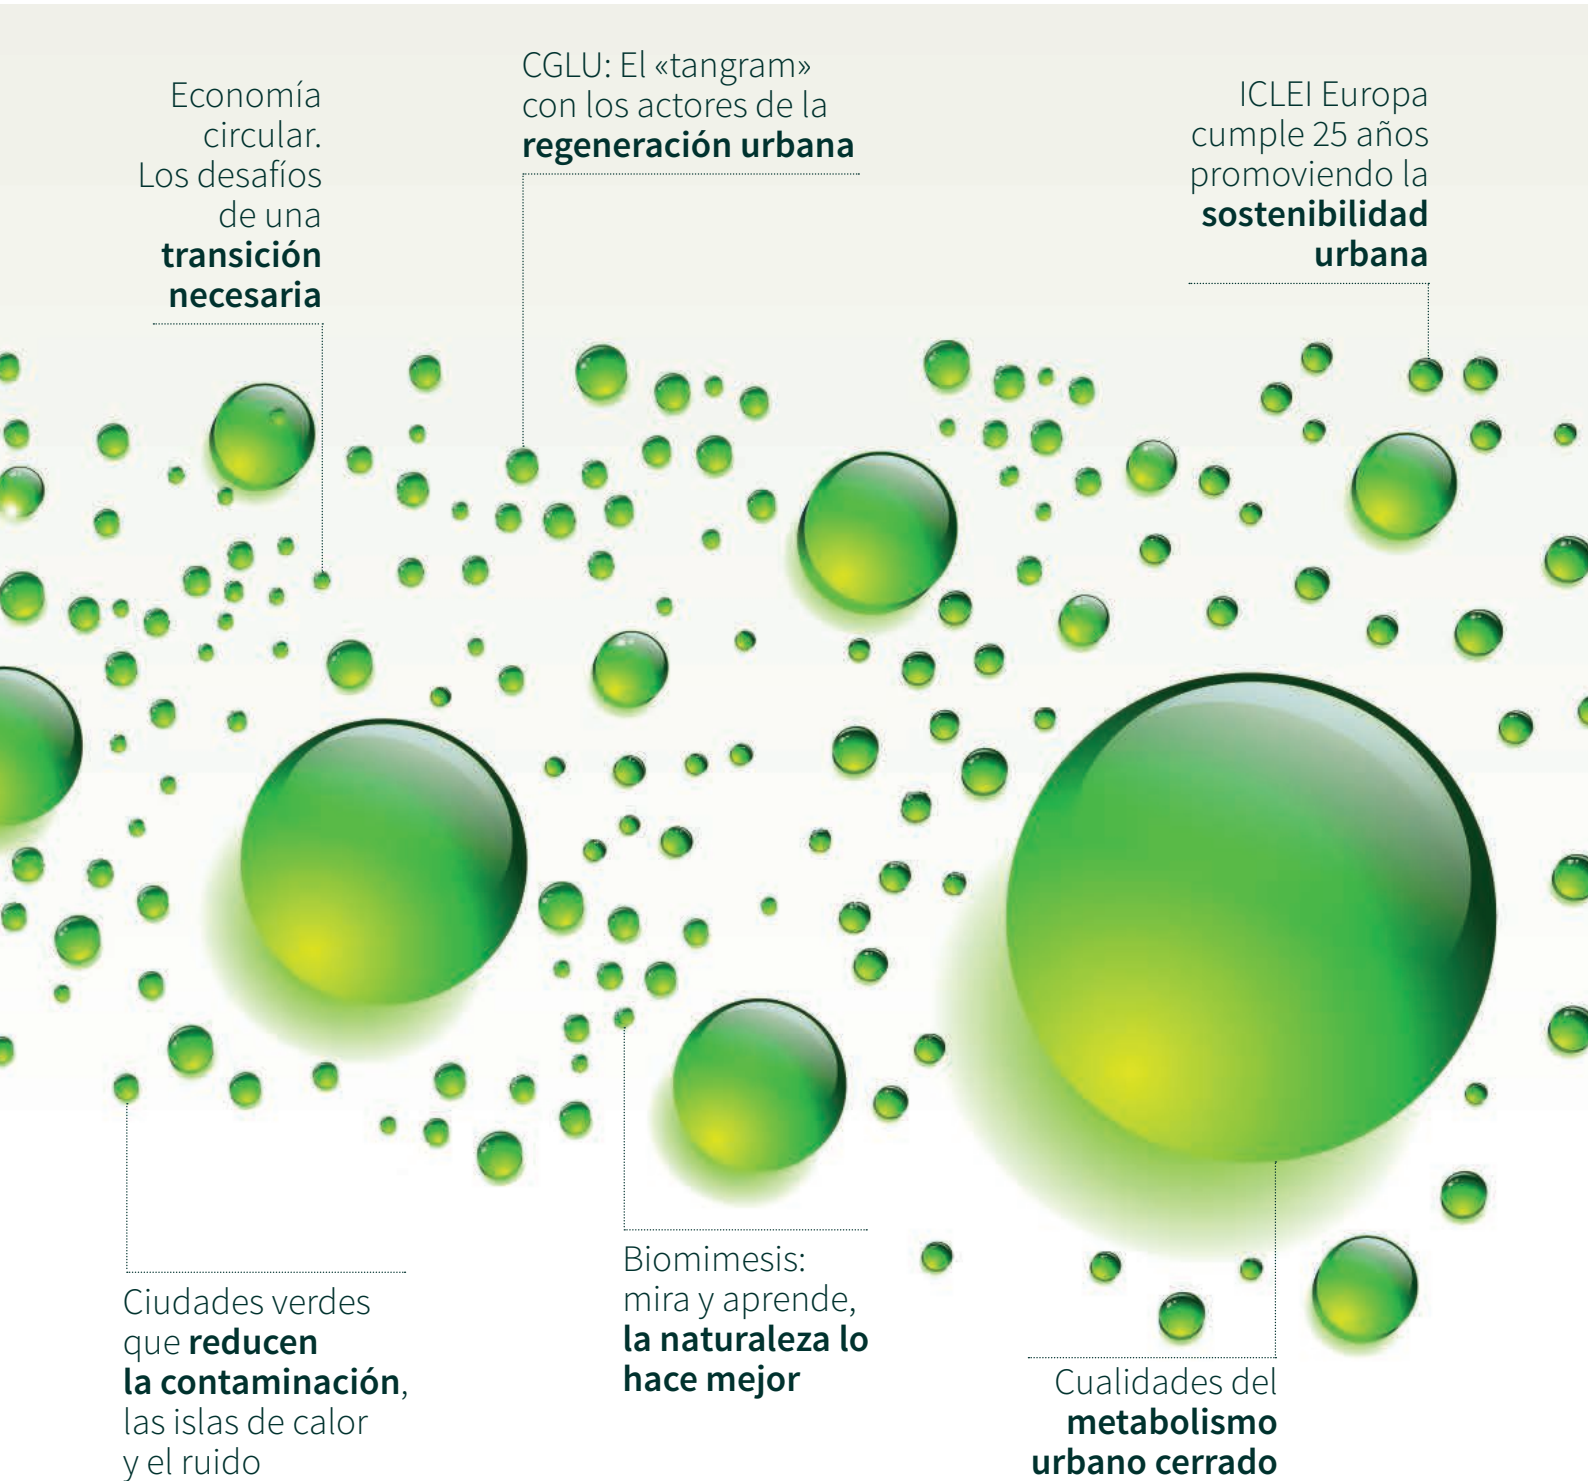 Economía
circular.
Los desafíos
de una
transición
necesaria
CGLU: El «tangram»
con los actores de la
regeneración urbana
ICLEI Europa
cumple 25 años
promoviendo la
sostenibilidad
urbana
Ciudades verdes
que reducen
la contaminación,
las islas de calor
y el ruido
Biomimesis:
mira y aprende,
la naturaleza lo
hace mejor
Cualidades del
metabolismo
urbano cerrado